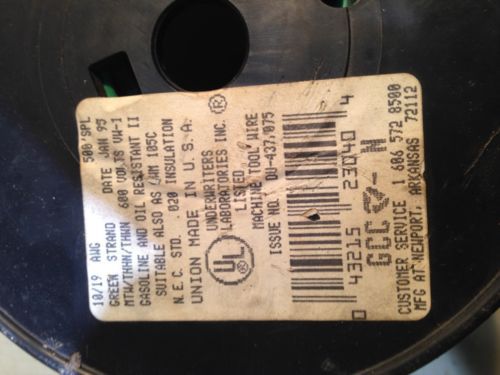 10/19 AWG 500/SPL
GREEN STRAND DATE JAN 95
MTW/THHN/THWN 600 VOLTS VW-1
GASOLINE AND OIL RESISTANT II
SUITABLE ALSO AS AWM 105C
N.E.C. STD. .020 INSULATION
UNION MADE IN U.S.A.
UL
®
UNDERWRITERS
LABORATORIES INC.®
LISTED
MACHINE TOOL WIRE
ISSUE NO. DU-437,075
0 43215 23040 4
CUSTOMER SERVICE 1 606 572 8500
MFG AT NEWPORT, ARKANSAS 72112